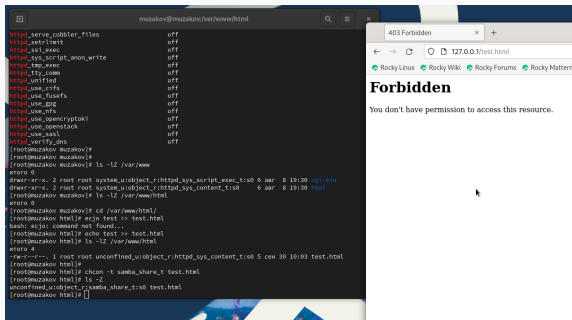 muzakov@muzakov:/var/www/html
httpd_serve_cobbler_files off
httpd_setrlimit off
httpd_ssi_exec off
httpd_sys_script_anon_write off
httpd_tmp_exec off
httpd_tty_comm off
httpd_unified off
httpd_use_cifs off
httpd_use_fusefs off
httpd_use_gpg off
httpd_use_nfs off
httpd_use_opencryptoki off
httpd_use_openstack off
httpd_use_sasl off
httpd_verify_dns off
[root@muzakov muzakov]#
[root@muzakov muzakov]#
[root@muzakov muzakov]# ls -lZ /var/www
итого 0
drwxr-xr-x. 2 root root system_u:object_r:httpd_sys_script_exec_t:s0 6 авг 8 19:30 cgi-bin
drwxr-xr-x. 2 root root system_u:object_r:httpd_sys_content_t:s0 6 авг 8 19:30 html
[root@muzakov muzakov]# ls -lZ /var/www/html
итого 0
[root@muzakov muzakov]# cd /var/www/html/
[root@muzakov html]# ecjo test >> test.html
bash: ecjo: command not found...
[root@muzakov html]# echo test >> test.html
[root@muzakov html]# ls -lZ /var/www/html
итого 4
-rw-r--r--. 1 root root unconfined_u:object_r:httpd_sys_content_t:s0 5 сен 30 10:03 test.html
[root@muzakov html]# chcon -t samba_share_t test.html
[root@muzakov html]# ls -Z
unconfined_u:object_r:samba_share_t:s0 test.html
[root@muzakov html]#
403 Forbidden
127.0.0.1/test.html
Rocky Linux Rocky Wiki Rocky Forums Rocky Mattern
Forbidden
You don't have permission to access this resource.